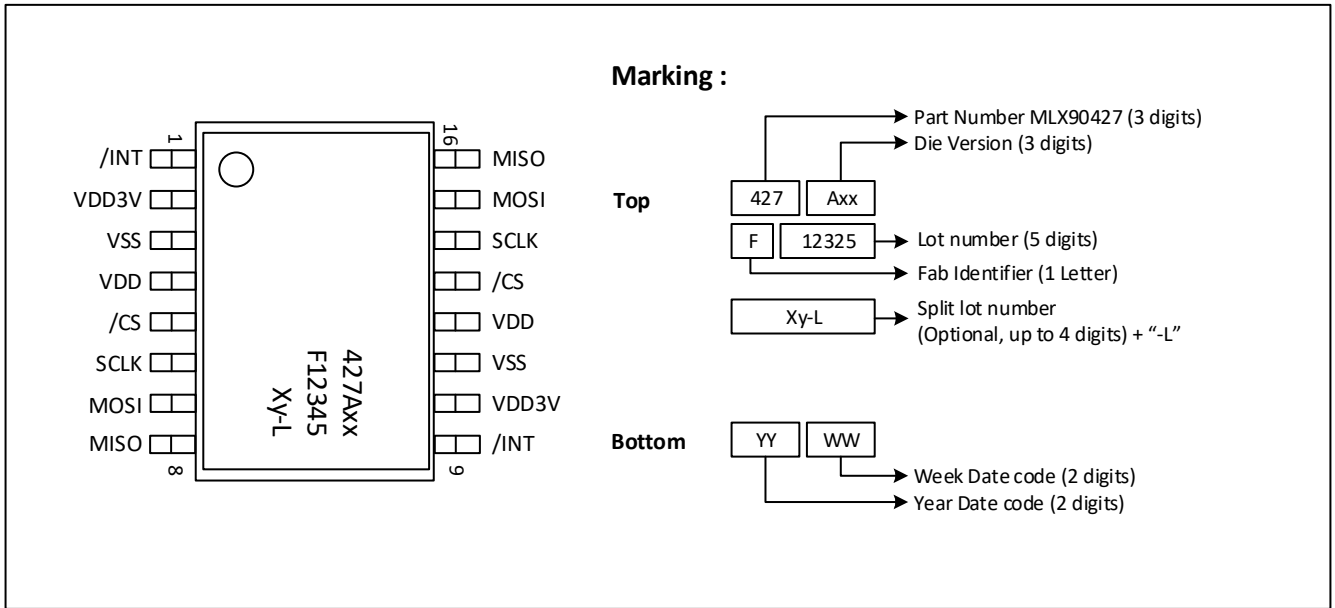 Marking :
1
16
/INT
VDD3V
VSS
VDD
/CS
SCLK
MOSI
MISO
8
427Axx
F12345
Xy-L
MISO
MOSI
SCLK
/CS
VDD
VSS
VDD3V
/INT
9
Part Number MLX90427 (3 digits)
Die Version (3 digits)
Top
427 Axx
F 12325 Lot number (5 digits)
Fab Identifier (1 Letter)
Xy-L Split lot number
(Optional, up to 4 digits) + “-L”
Bottom
YY WW
Week Date code (2 digits)
Year Date code (2 digits)